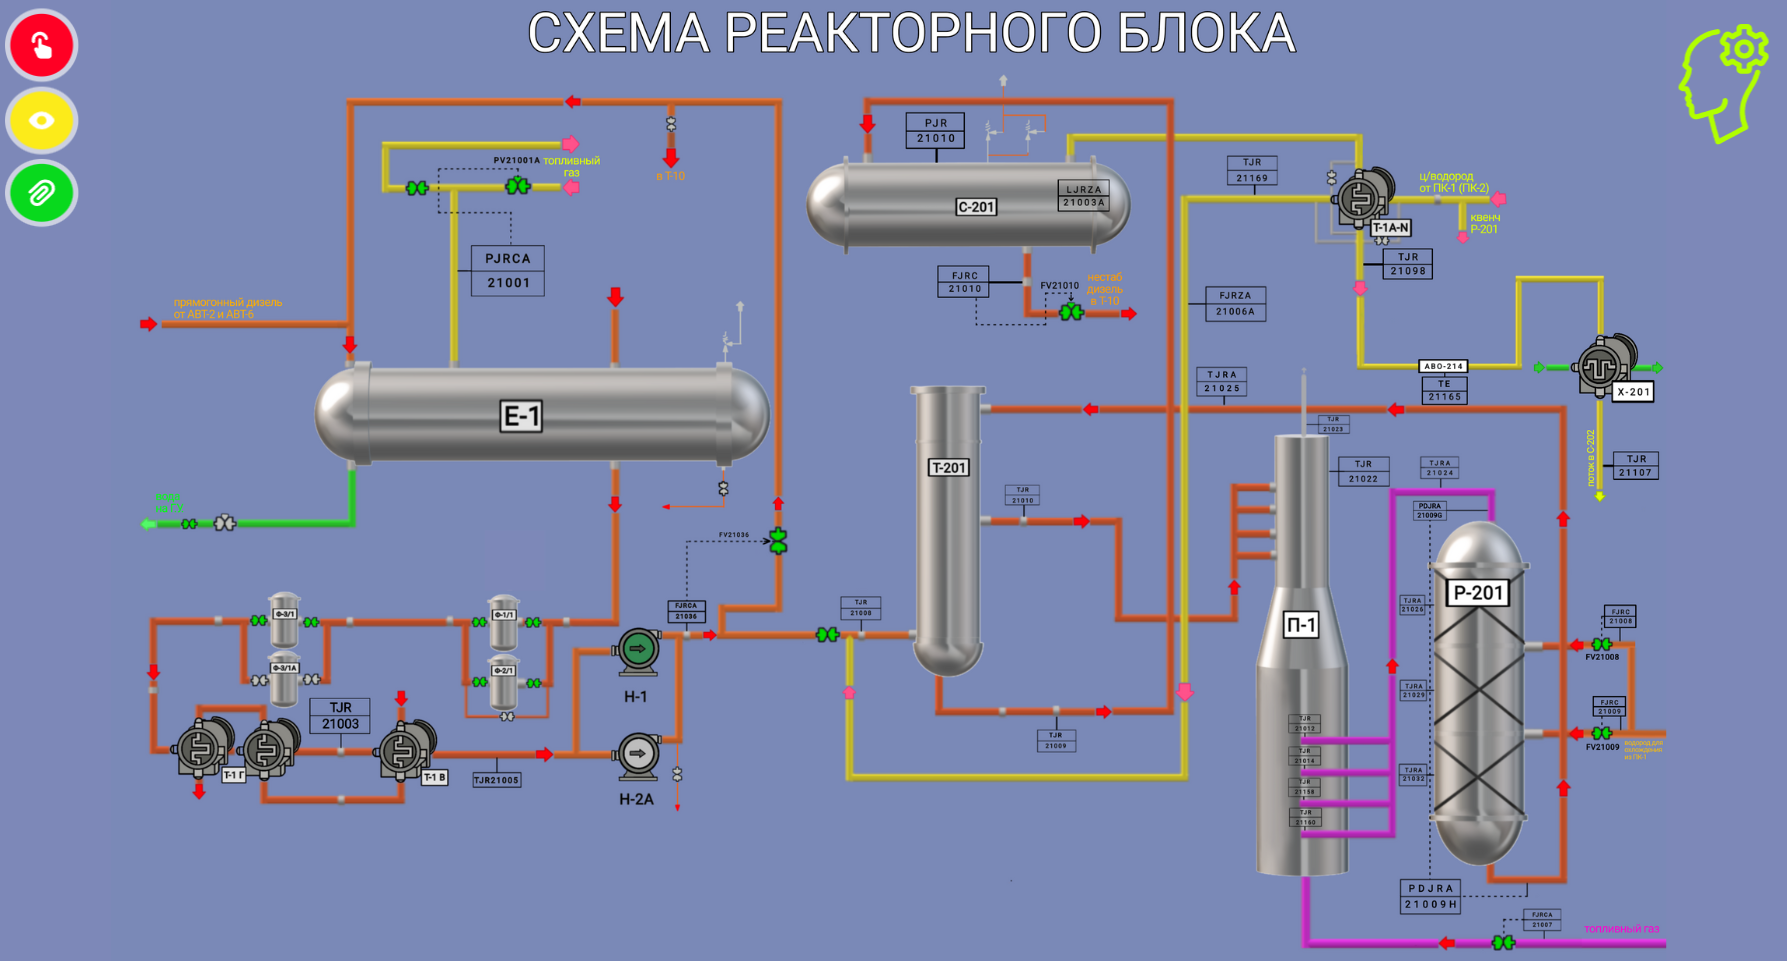 СХЕМА РЕАКТОРНОГО БЛОКА
PV21001A
топливный
газ
в Т-10
PJRCA
21001
прямогонный дизель
от АВТ-2 и АВТ-6
Е-1
PJR
21010
С-201
LJRZA
21003A
FJRC
21010
FV21010
нестаб
дизель
в Т-10
TJR
21169
ц/водород
от ПК-1 (ПК-2)
квенч
Р-201
Т-1А-N
TJR
21098
FJRZA
21006A
АВО-214
TE
21165
Х-201
поток в С-202
TJR
21107
TJRA
21025
TJR
21023
TJR
21022
TJRA
21024
PDJRA
21009G
Т-201
TJR
21010
FV21036
FJRCA
21036
TJR
21008
TJR
21009
Ф-3/1
Ф-3/1А
Ф-1/1
Ф-2/1
TJR
21003
Т-1 Г
Т-1 В
TJR21005
Н-1
Н-2А
П-1
TJR
21012
TJR
21014
TJR
21158
TJR
21160
Р-201
TJRA
21026
TJRA
21029
TJRA
21032
FJRC
21008
FV21008
FJRC
21009
FV21009
водород для
охлаждения
из ПК-1
PDJRA
21009H
FJRCA
21007
топливный газ